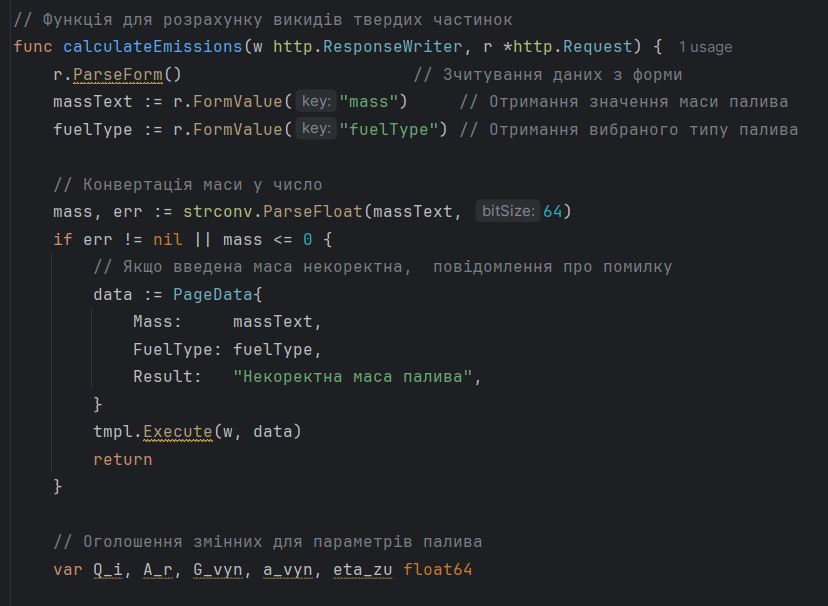 // Функція для розрахунку викидів твердих частинок
func calculateEmissions(w http.ResponseWriter, r *http.Request) { 1 usage
    r.ParseForm()                       // Зчитування даних з форми
    massText := r.FormValue( key: "mass")     // Отримання значення маси палива
    fuelType := r.FormValue( key: "fuelType") // Отримання вибраного типу палива

    // Конвертація маси у число
    mass, err := strconv.ParseFloat(massText, bitSize: 64)
    if err != nil || mass <= 0 {
        // Якщо введена маса некоректна,  повідомлення про помилку
        data := PageData{
            Mass:     massText,
            FuelType: fuelType,
            Result:   "Некоректна маса палива",
        }
        tmpl.Execute(w, data)
        return
    }

    // Оголошення змінних для параметрів палива
    var Q_i, A_r, G_vyn, a_vyn, eta_zu float64